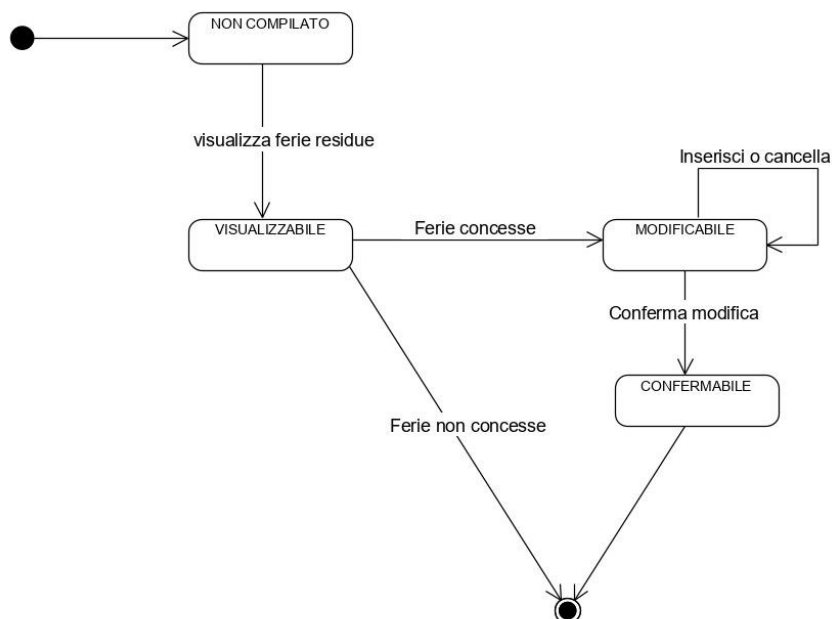 NON COMPILATO
visualizza ferie residue
Inserisci o cancella
VISUALIZZABILE
Ferie concesse
MODIFICABILE
Conferma modifica
CONFERMABILE
Ferie non concesse